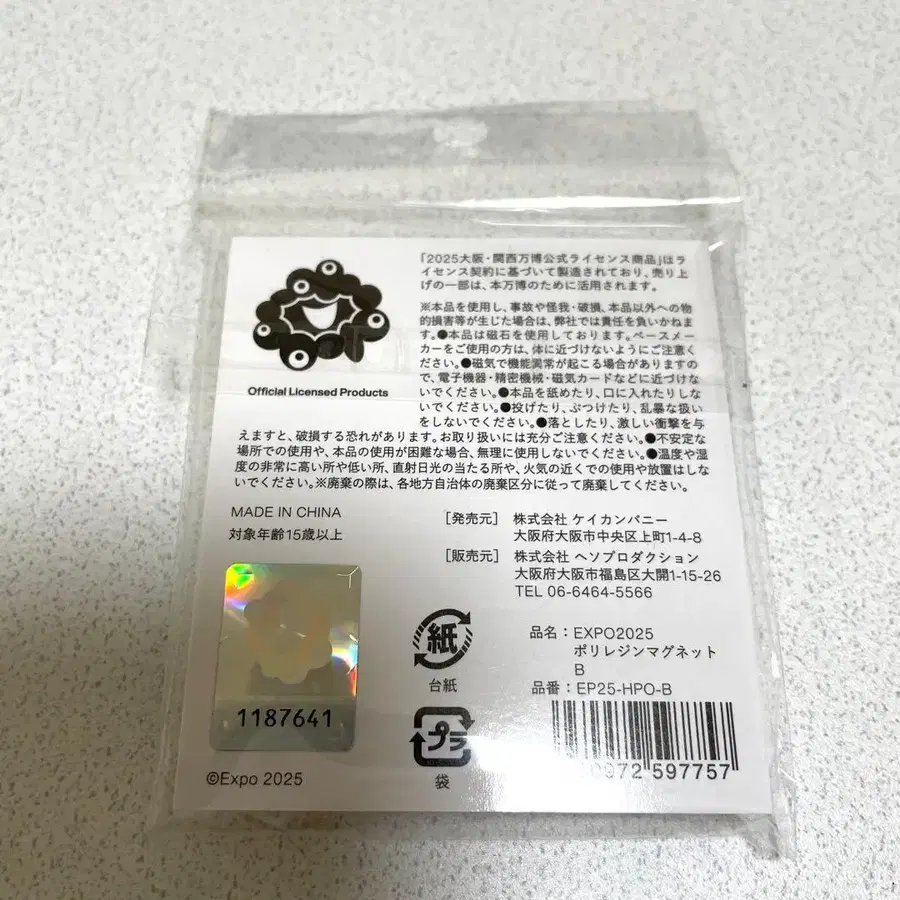 「2025大阪・関西万博公式ライセンス商品」はラ
イセンス契約に基づいて製造されており、売り上
げの一部は、本万博のために活用されます。
Official Licensed Products
※本品を使用し、事故や怪我・破損、本品以外への物
的損害等が生じた場合は、弊社では責任を負いかねま
す。●本品は磁石を使用しております。ペースメー
カーをご使用の方は、体に近づけないようにご注意く
ださい。●磁気で機能異常が起こる場合がありますの
で、電子機器・精密機械・磁気カードなどに近づけな
いでください。●本品を舐めたり、口に入れたりしな
いでください。●投げたり、ぶつけたり、乱暴な扱い
をしないでください。●落としたり、激しい衝撃を与
えますと、破損する恐れがあります。お取り扱いには充分ご注意ください。●不安定な
場所での使用や、本品の使用が困難な場合、無理に使用しないでください。●温度や湿
度の非常に高い所や低い所、直射日光の当たる所や、火気の近くでの使用や放置はしな
いでください。※廃棄の際は、各地方自治体の廃棄区分に従って廃棄してください。
MADE IN CHINA
対象年齢15歳以上
[発売元] 株式会社 ケイカンパニー
大阪府大阪市中央区上町1-4-8
[販売元] 株式会社 ヘソプロダクション
大阪府大阪市福島区大開1-15-26
TEL 06-6464-5566
1187641
©Expo 2025
紙
台紙
プラ
袋
品名：EXPO2025
ポリレジンマグネット
B
品番：EP25-HPO-B
0972 597757